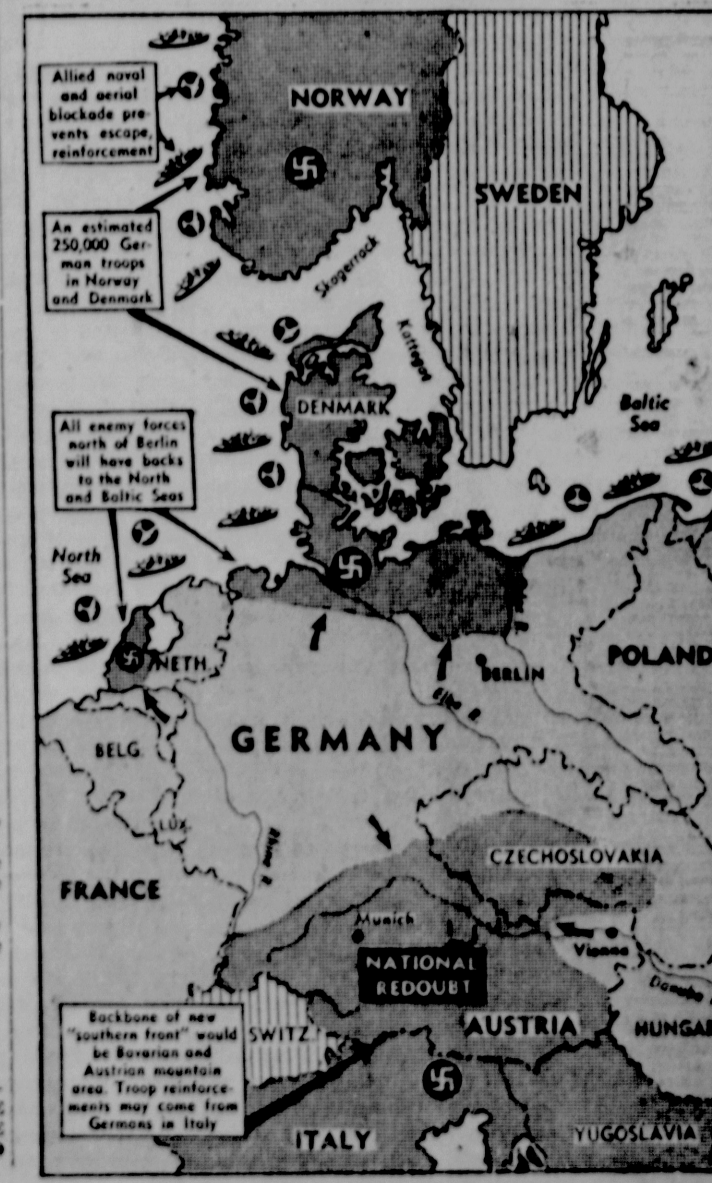 Allied naval
and aerial
blockade pre-
vents escape,
reinforcement
NORWAY
SWEDEN
An estimated
250,000 Ger-
man troops
in Norway
and Denmark
Skagerrack
Kattegat
DENMARK
Baltic
Sea
All enemy forces
north of Berlin
will have backs
to the North
and Baltic Seas
North
Sea
NETH.
BERLIN
POLAND
Elbe R.
GERMANY
BELG.
LUX.
Rhine R.
CZECHOSLOVAKIA
FRANCE
Munich
Vienna
NATIONAL
REDOUBT
Danube
AUSTRIA
HUNGA
SWITZ.
Backbone of new
"southern front" would
be Bavarian and
Austrian mountain
area. Troop reinforce-
ments may come from
Germans in Italy
ITALY
YUGOSLAVIA